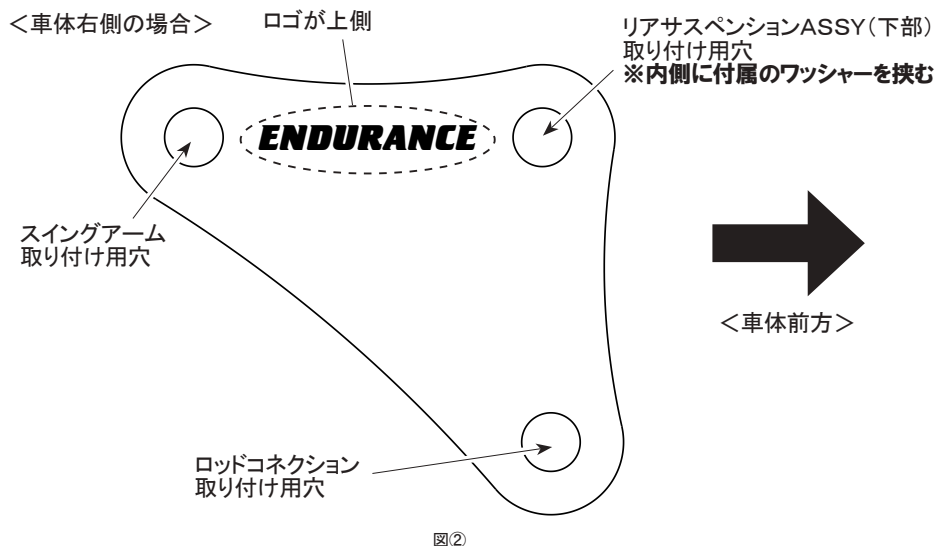 ＜車体右側の場合＞
ロゴが上側
リアサスペンションASSY（下部）
取り付け用穴
※内側に付属のワッシャーを挟む
ENDURANCE
スイングアーム
取り付け用穴
＜車体前方＞
ロッドコネクション
取り付け用穴
図②